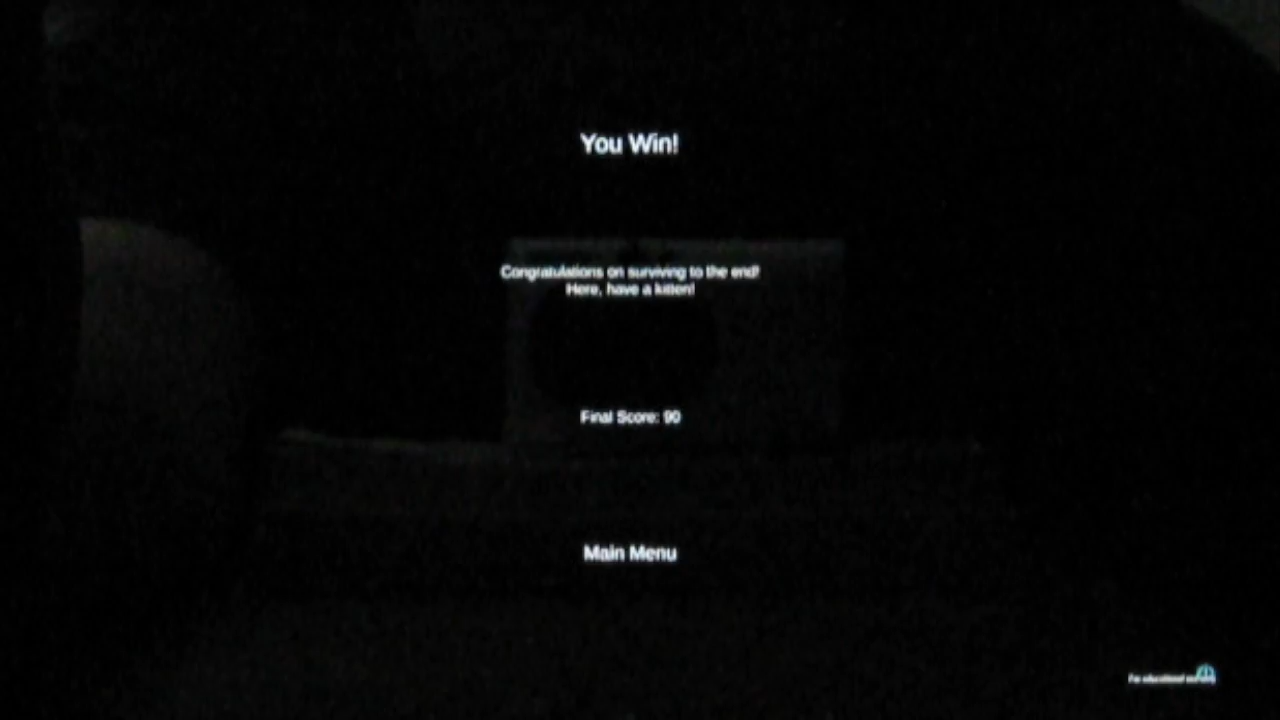 You Win!
Congratulations on surviving to the end!
Here, have a kitten!
Final Score: 90
Main Menu